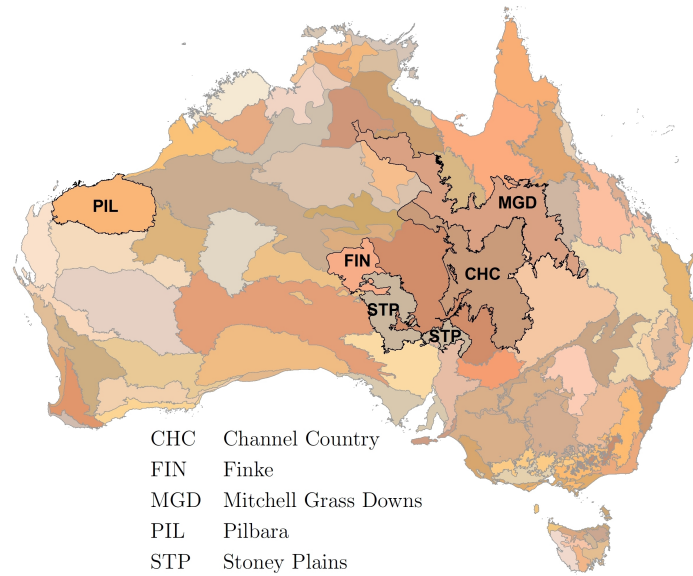 PIL
MGD
FIN
CHC
STP
STP
CHC Channel Country
FIN Finke
MGD Mitchell Grass Downs
PIL Pilbara
STP Stoney Plains